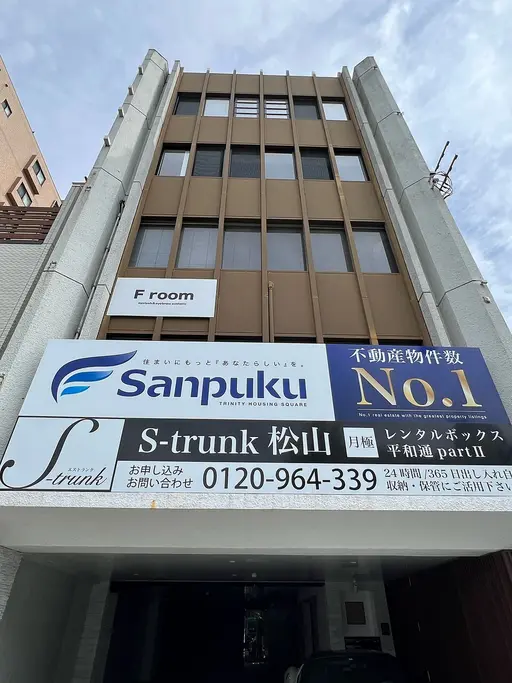 F room
住まいにもっと『あなたらしい』を。
Sanpuku
TRINITY HOUSING SQUARE
不動産物件数
No.1
No.1 real estate with the greatest property listings
S-trunk
エストランク
S-trunk 松山
月極
レンタルボックス
平和通 partⅡ
お申し込み
お問い合わせ
0120-964-339
24時間/365日出し入れ自
収納・保管にご活用下さい